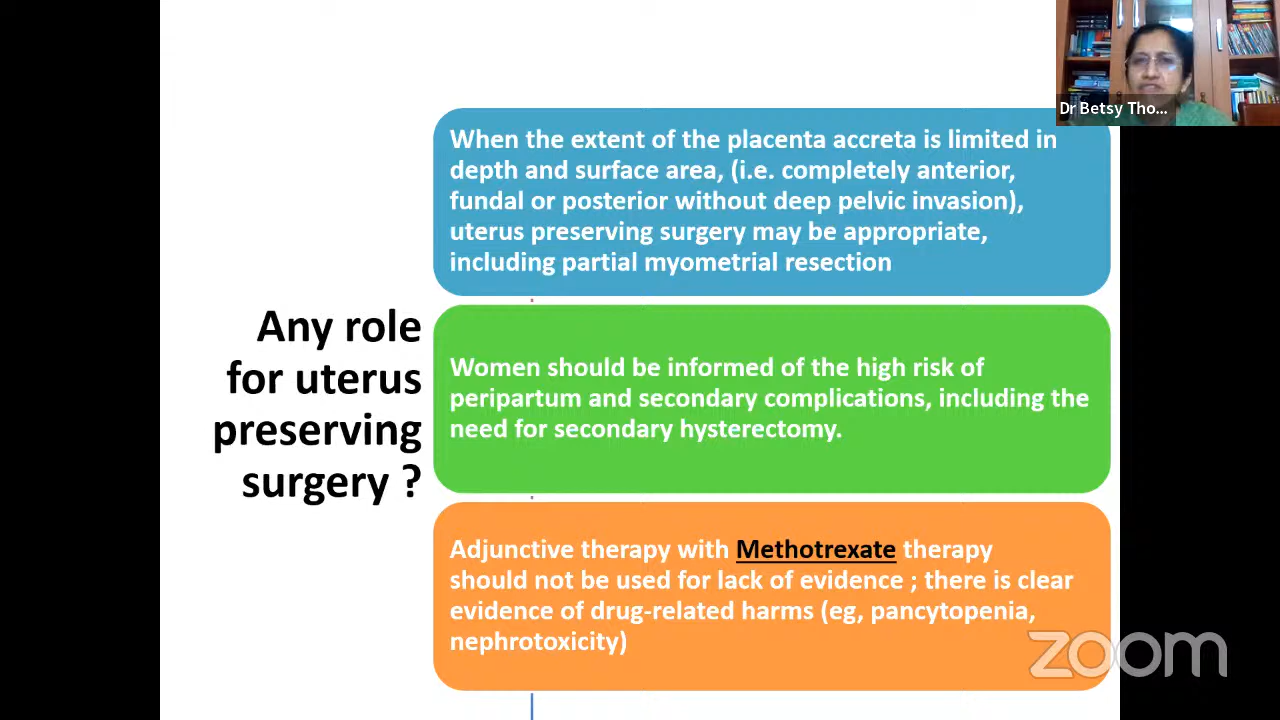 Dr Betsy Tho...
When the extent of the placenta accreta is limited in
depth and surface area, (i.e. completely anterior,
fundal or posterior without deep pelvic invasion),
uterus preserving surgery may be appropriate,
including partial myometrial resection
Any role
for uterus
preserving
surgery ?
Women should be informed of the high risk of
peripartum and secondary complications, including the
need for secondary hysterectomy.
Adjunctive therapy with Methotrexate therapy
should not be used for lack of evidence ; there is clear
evidence of drug-related harms (eg, pancytopenia,
nephrotoxicity)
zoom